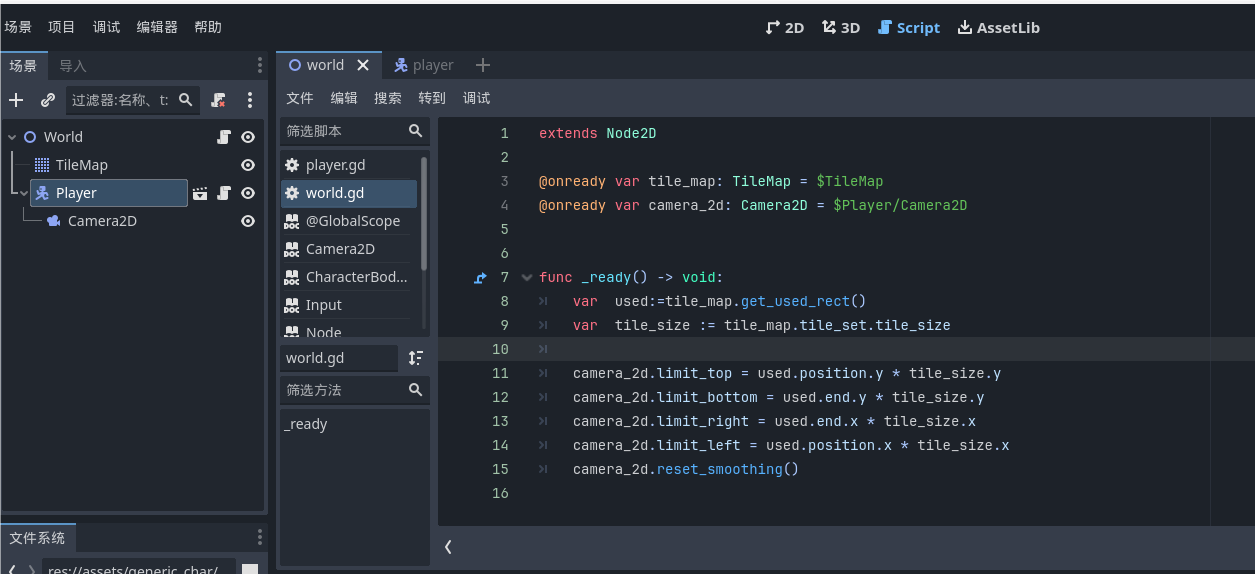 场景 项目 调试 编辑器 帮助
2D 3D Script AssetLib
场景 导入
过滤器:名称、t:
World
TileMap
Player
Camera2D
文件系统
res://assets/generic_char/
world player
文件 编辑 搜索 转到 调试
筛选脚本
player.gd
world.gd
@GlobalScope
Camera2D
CharacterBod...
Input
Node
world.gd
筛选方法
_ready
1 extends Node2D
2
3 @onready var tile_map: TileMap = $TileMap
4 @onready var camera_2d: Camera2D = $Player/Camera2D
5
6
7 func _ready() -> void:
8 var  used:=tile_map.get_used_rect()
9 var  tile_size := tile_map.tile_set.tile_size
10
11 camera_2d.limit_top = used.position.y * tile_size.y
12 camera_2d.limit_bottom = used.end.y * tile_size.y
13 camera_2d.limit_right = used.end.x * tile_size.x
14 camera_2d.limit_left = used.position.x * tile_size.x
15 camera_2d.reset_smoothing()
16